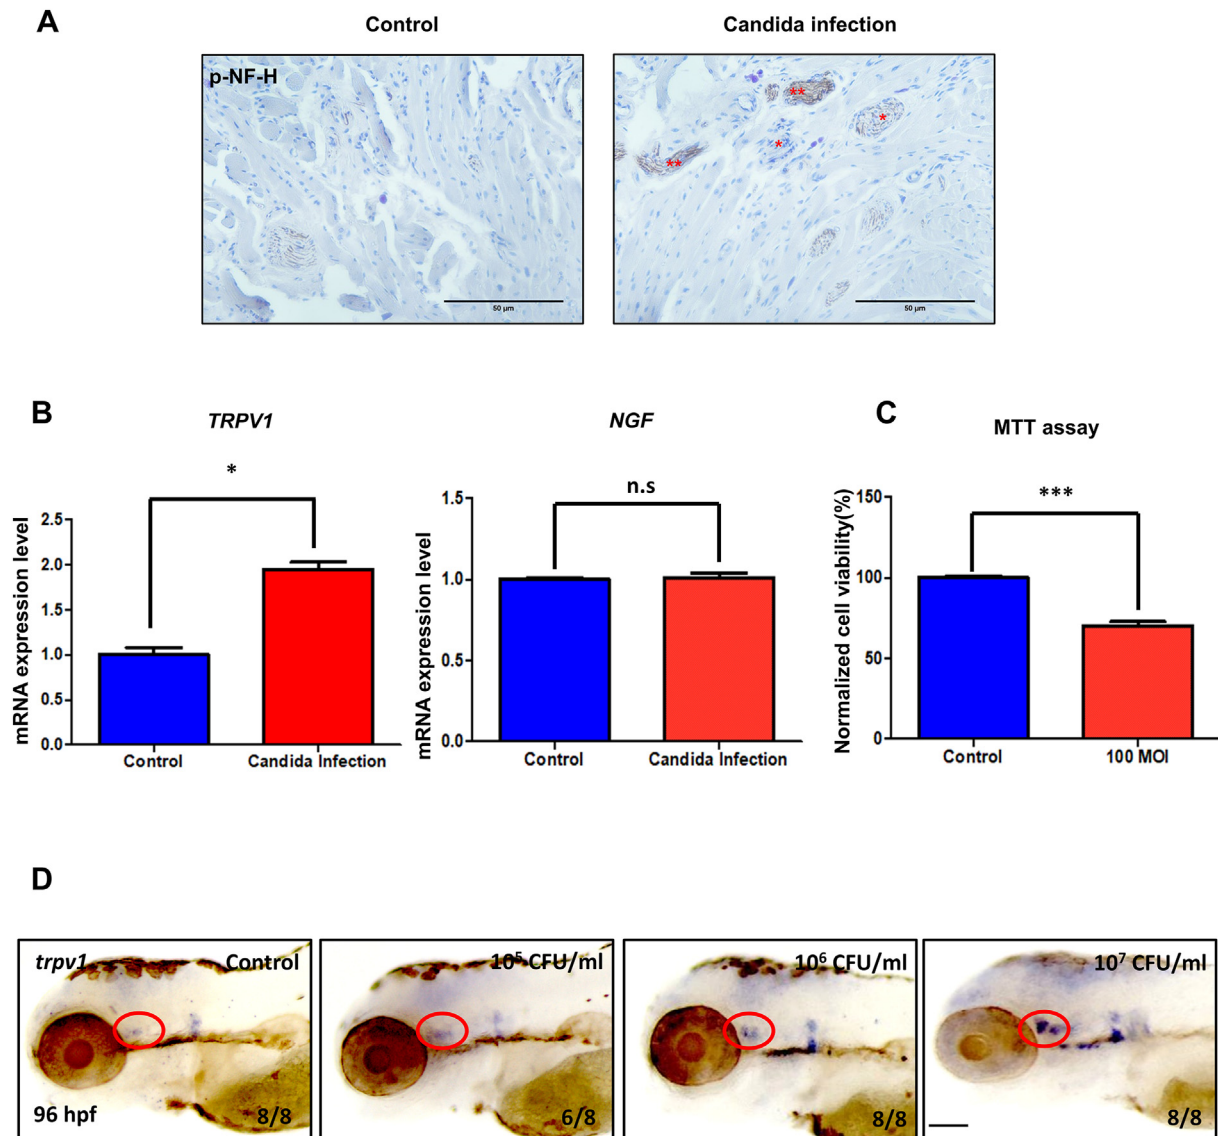 A
Control
Candida infection
p-NF-H
**
*
*
**
50 µm
50 µm
B
TRPV1
NGF
C
MTT assay
*
n.s
***
mRNA expression level
2.5
2.0
1.5
1.0
0.5
0.0
Control
Candida Infection
mRNA expression level
1.5
1.0
0.5
0.0
Control
Candida Infection
Normalized cell viability(%)
150
100
50
0
Control
100 MOI
D
trpv1
Control
96 hpf
8/8
10⁵ CFU/ml
6/8
10⁶ CFU/ml
8/8
10⁷ CFU/ml
8/8